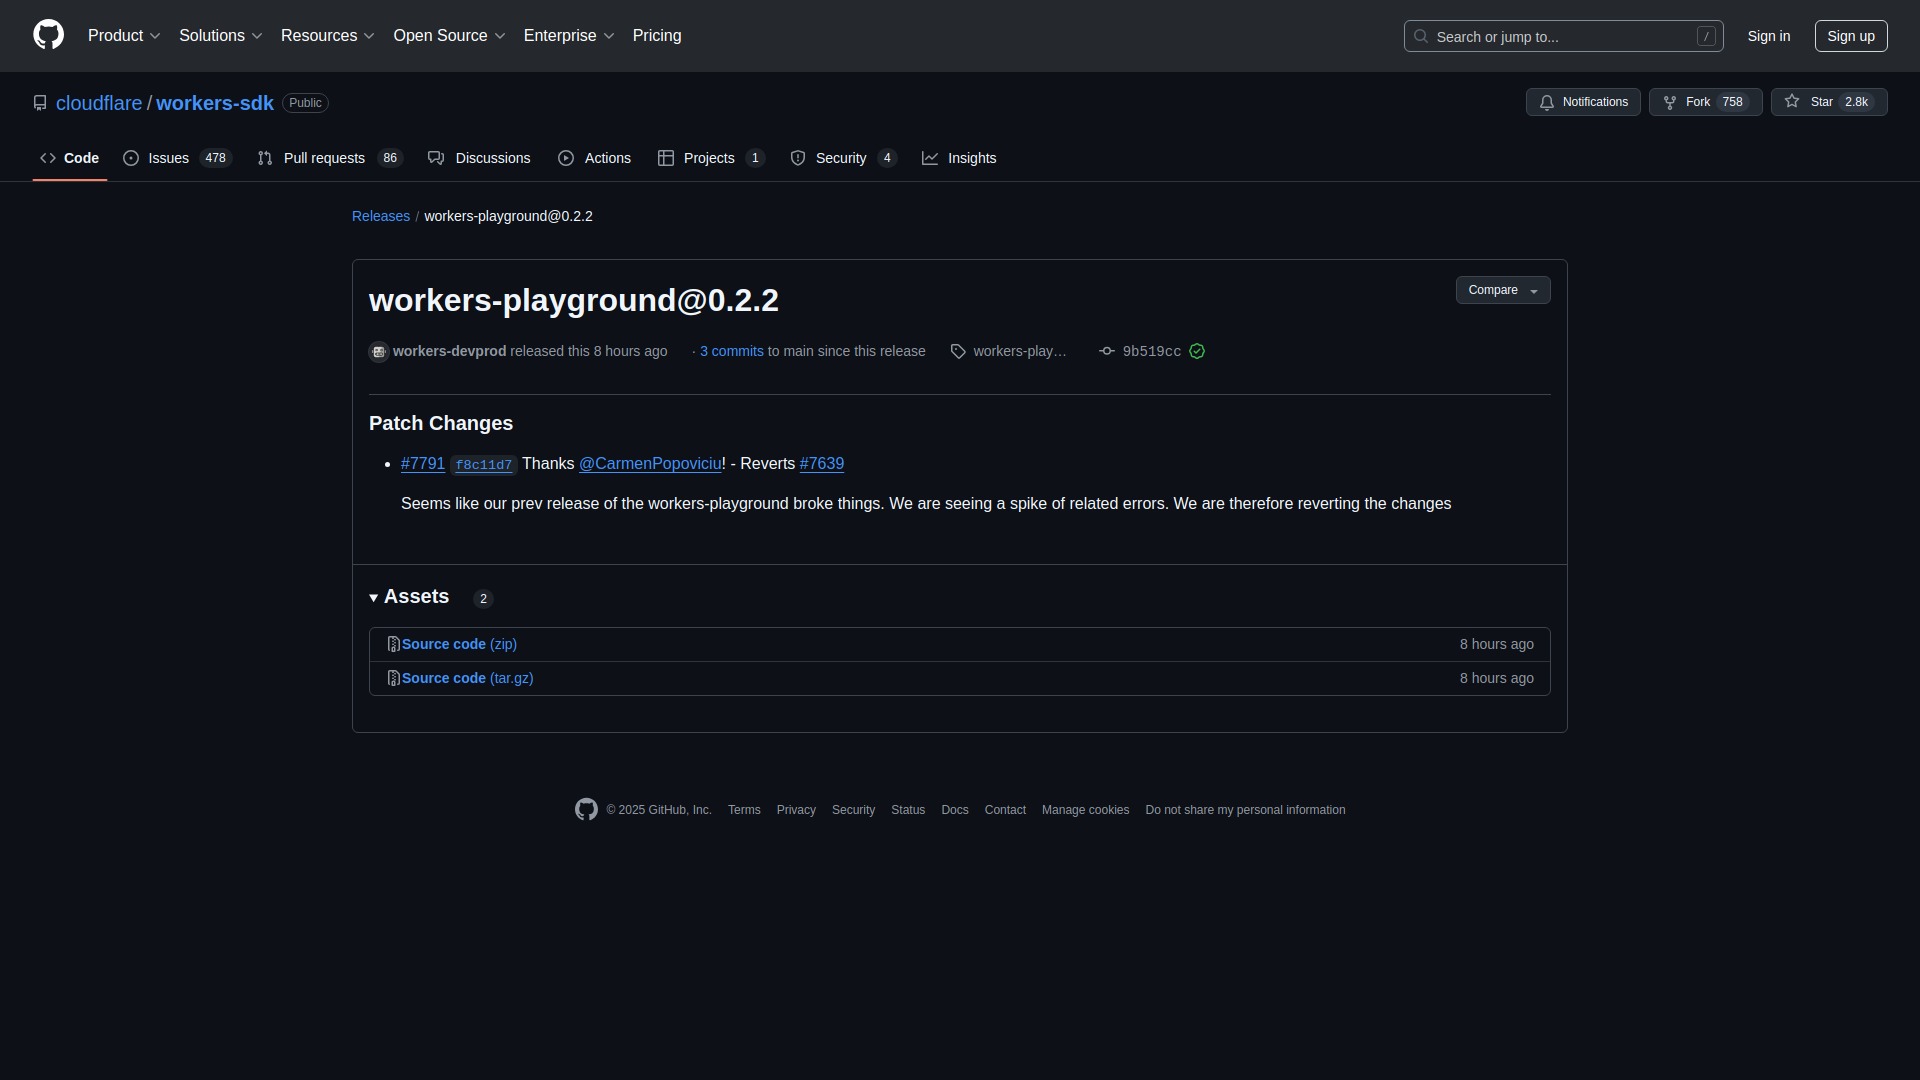 Product Solutions Resources Open Source Enterprise Pricing Search or jump to... / Sign in Sign up
cloudflare / workers-sdk Public Notifications Fork 758 Star 2.8k
Code Issues 478 Pull requests 86 Discussions Actions Projects 1 Security 4 Insights
Releases / workers-playground@0.2.2
workers-playground@0.2.2 Compare
workers-devprod released this 8 hours ago · 3 commits to main since this release workers-play… 9b519cc
Patch Changes
• #7791 f8c11d7 Thanks @CarmenPopoviciu! - Reverts #7639
Seems like our prev release of the workers-playground broke things. We are seeing a spike of related errors. We are therefore reverting the changes
Assets 2
Source code (zip) 8 hours ago
Source code (tar.gz) 8 hours ago
© 2025 GitHub, Inc. Terms Privacy Security Status Docs Contact Manage cookies Do not share my personal information